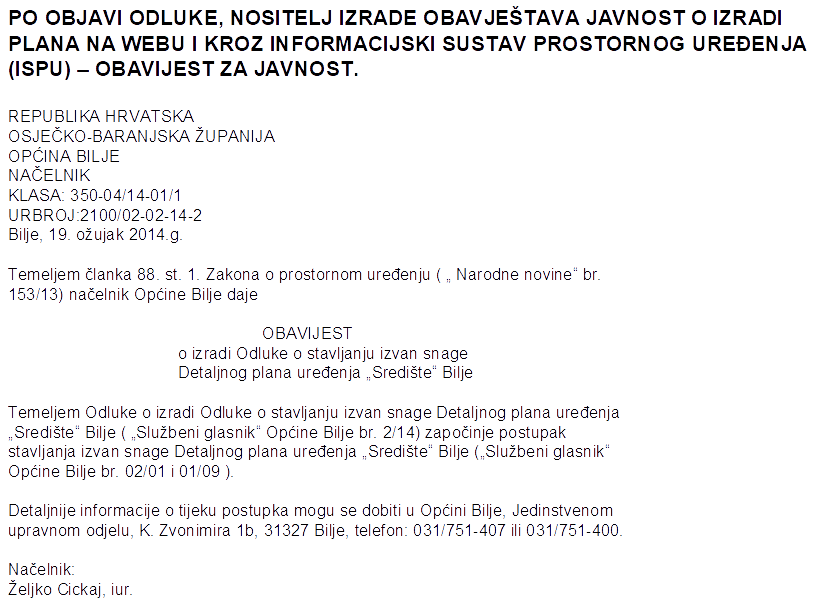 PO OBJAVI ODLUKE, NOSITELJ IZRADE OBAVJEŠTAVA JAVNOST O IZRADI
PLANA NA WEBU I KROZ INFORMACIJSKI SUSTAV PROSTORNOG UREĐENJA
(ISPU) – OBAVIJEST ZA JAVNOST.
REPUBLIKA HRVATSKA
OSJEČKO-BARANJSKA ŽUPANIJA
OPĆINA BILJE
NAČELNIK
KLASA: 350-04/14-01/1
URBROJ:2100/02-02-14-2
Bilje, 19. ožujak 2014.g.
Temeljem članka 88. st. 1. Zakona o prostornom uređenju ( „ Narodne novine“ br.
153/13) načelnik Općine Bilje daje
OBAVIJEST
o izradi Odluke o stavljanju izvan snage
Detaljnog plana uređenja „Središte“ Bilje
Temeljem Odluke o izradi Odluke o stavljanju izvan snage Detaljnog plana uređenja
„Središte“ Bilje ( „Službeni glasnik“ Općine Bilje br. 2/14) započinje postupak
stavljanja izvan snage Detaljnog plana uređenja „Središte“ Bilje („Službeni glasnik“
Općine Bilje br. 02/01 i 01/09 ).
Detaljnije informacije o tijeku postupka mogu se dobiti u Općini Bilje, Jedinstvenom
upravnom odjelu, K. Zvonimira 1b, 31327 Bilje, telefon: 031/751-407 ili 031/751-400.
Načelnik:
Željko Cickaj, iur.